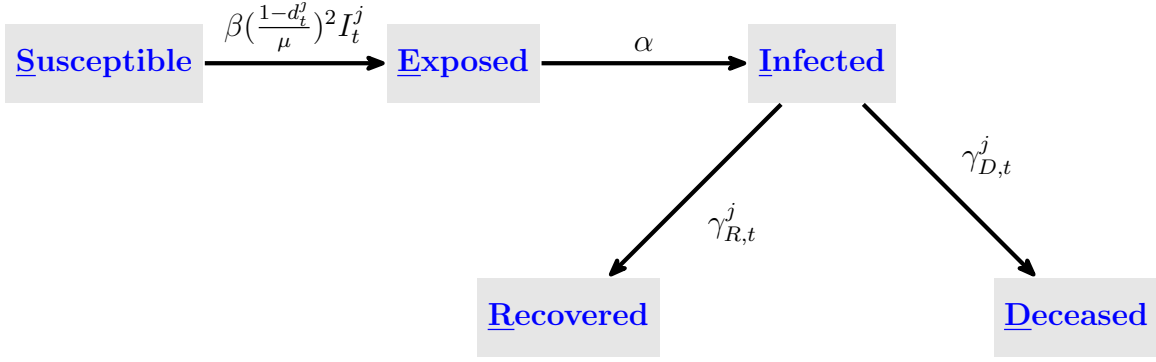 β((1−d_t^j)/μ)^2 I_t^j
α
Susceptible
Exposed
Infected
γ_{D,t}^j
γ_{R,t}^j
Recovered
Deceased